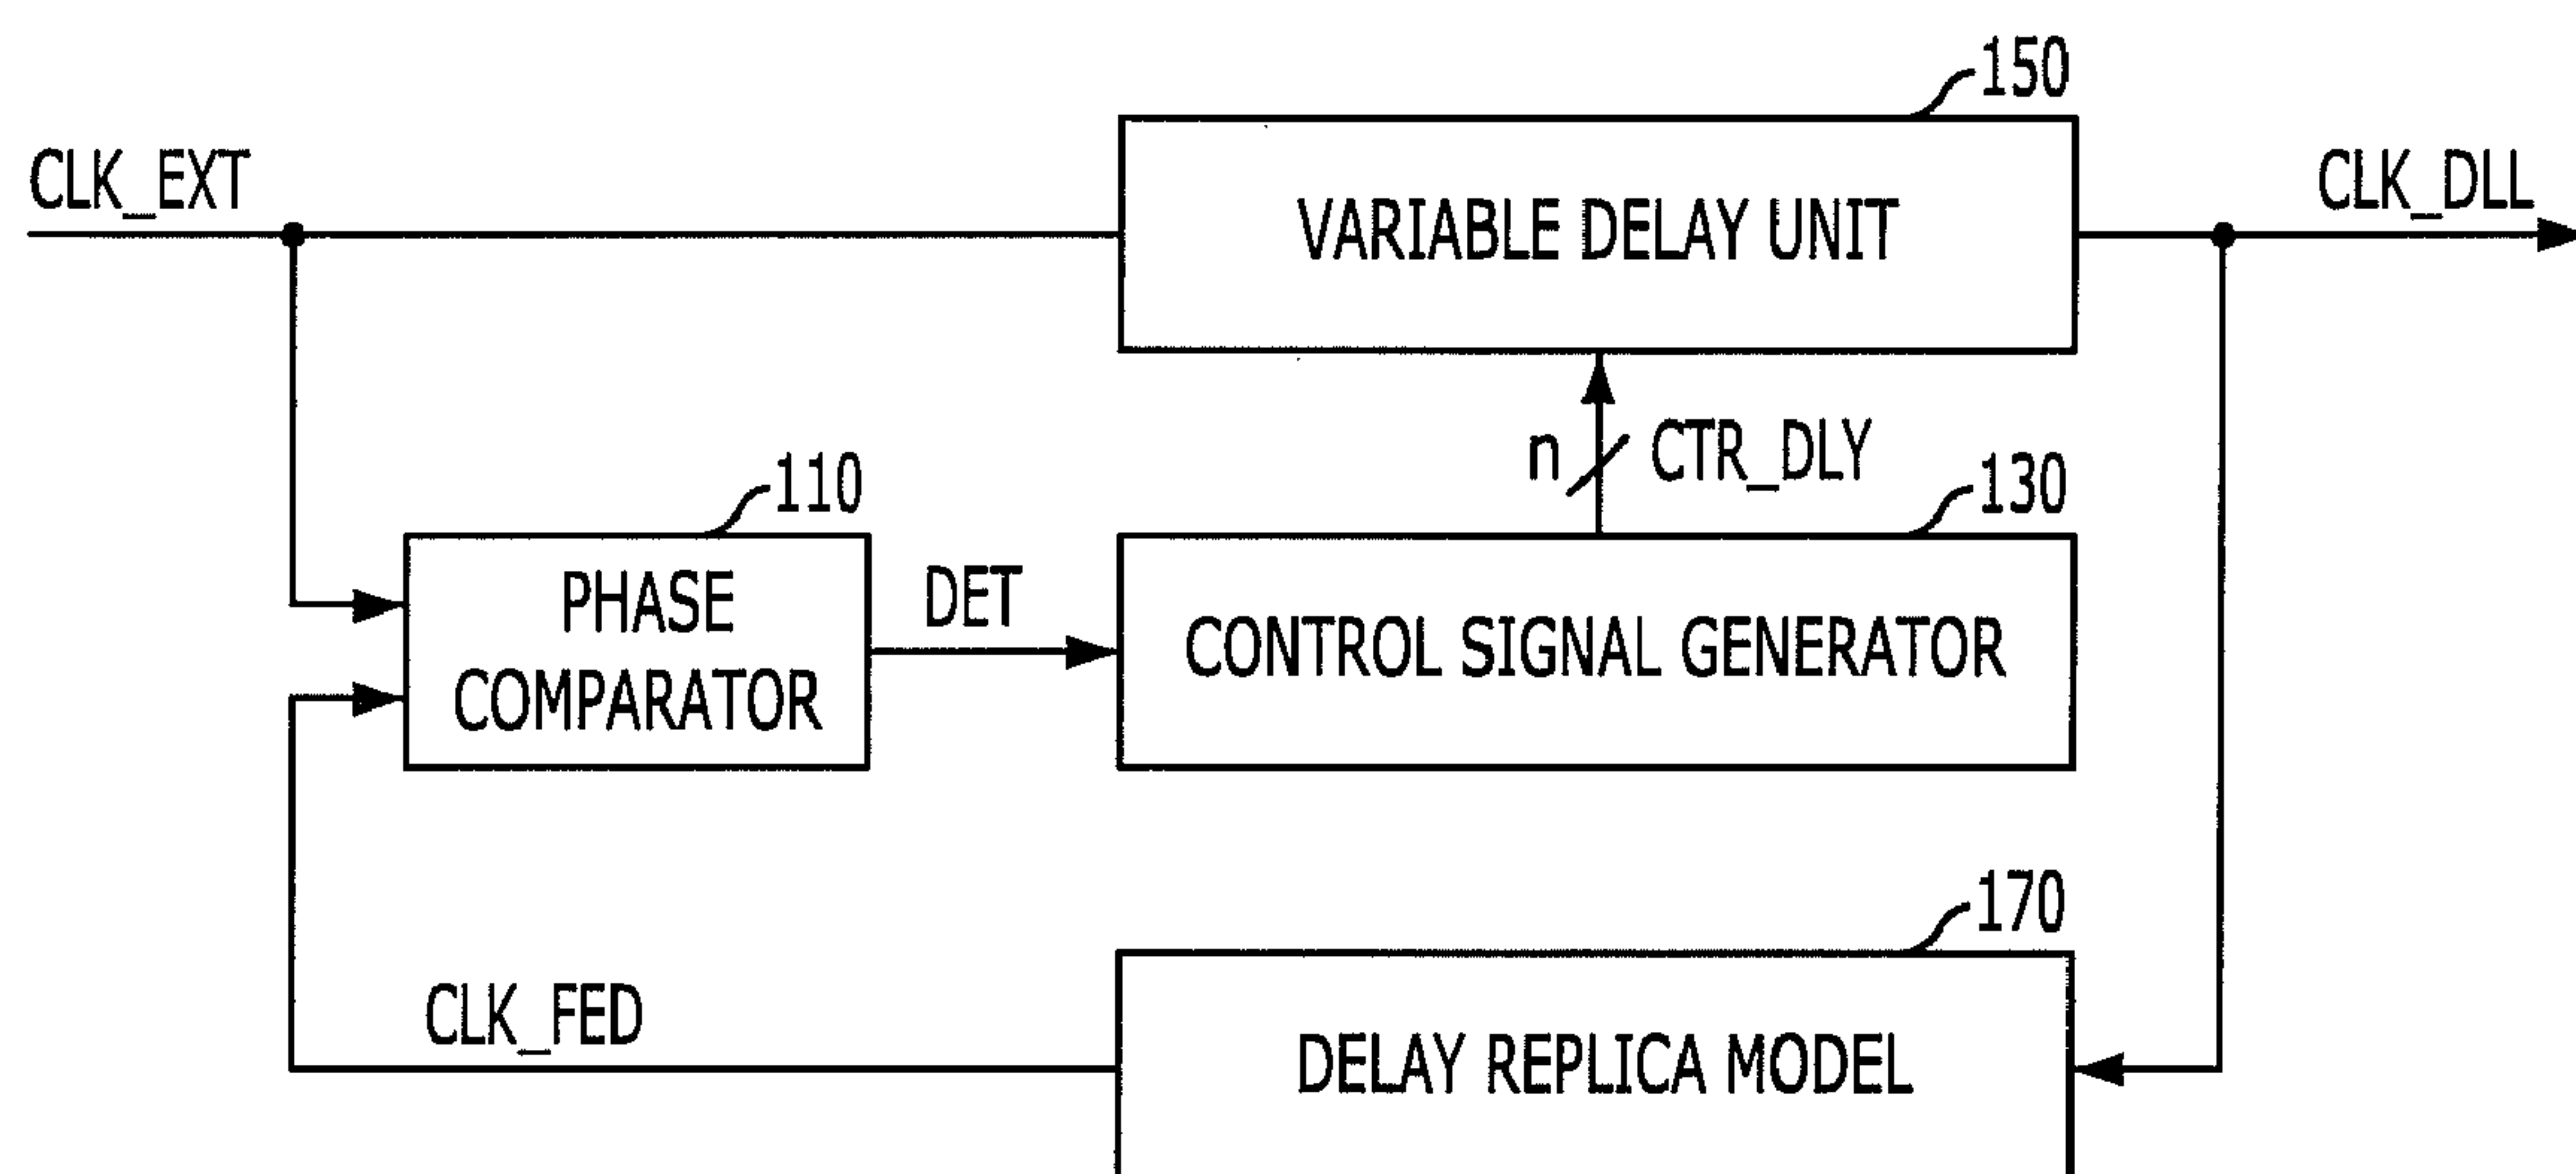 150
CLK_EXT
VARIABLE DELAY UNIT
CLK_DLL
n
CTR_DLY
110
130
PHASE
COMPARATOR
DET
CONTROL SIGNAL GENERATOR
170
CLK_FED
DELAY REPLICA MODEL